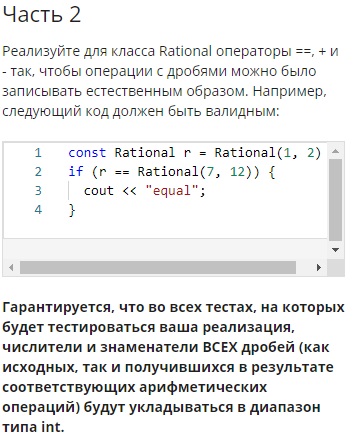 Часть 2
Реализуйте для класса Rational операторы ==, + и
- так, чтобы операции с дробями можно было
записывать естественным образом. Например,
следующий код должен быть валидным:
1 const Rational r = Rational(1, 2)
2 if (r == Rational(7, 12)) {
3 cout << "equal";
4 }
Гарантируется, что во всех тестах, на которых
будет тестироваться ваша реализация,
числители и знаменатели ВСЕХ дробей (как
исходных, так и получившихся в результате
соответствующих арифметических
операций) будут укладываться в диапазон
типа int.